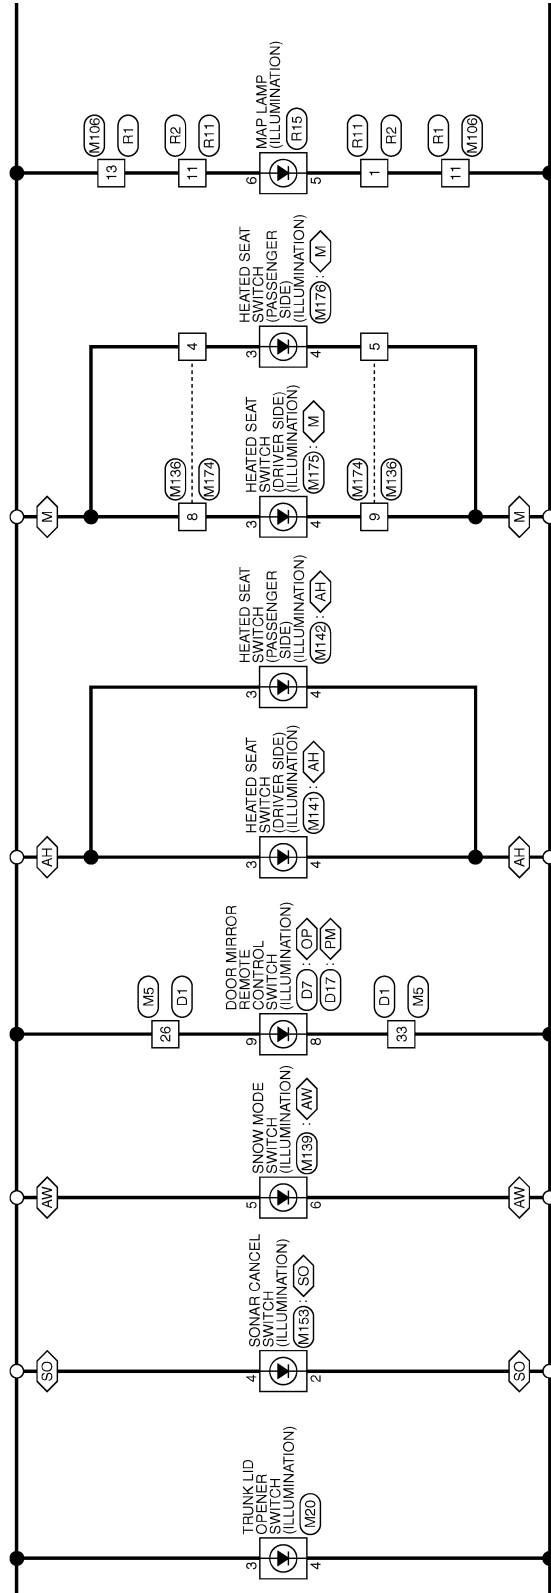 M106
R1
13
R2
R11
11
MAP LAMP
(ILLUMINATION)
R15
6
5
R11
R2
1
R1
M106
11
HEATED SEAT
SWITCH
(PASSENGER
SIDE)
(ILLUMINATION)
M176 : M
4
3
4
5
M
M136
M174
8
HEATED SEAT
SWITCH
(DRIVER SIDE)
(ILLUMINATION)
M175 : M
3
4
M174
M136
9
M
HEATED SEAT
SWITCH
(PASSENGER
SIDE)
(ILLUMINATION)
M142 : AH
3
4
AH
HEATED SEAT
SWITCH
(DRIVER SIDE)
(ILLUMINATION)
M141 : AH
3
4
AH
M5
D1
26
DOOR MIRROR
REMOTE
CONTROL
SWITCH
(ILLUMINATION)
D7 : OP
D17 : PM
9
8
D1
M5
33
AW
SNOW MODE
SWITCH
(ILLUMINATION)
M139 : AW
5
6
AW
SO
SONAR CANCEL
SWITCH
(ILLUMINATION)
M153 : SO
4
2
SO
TRUNK LID
OPENER
SWITCH
(ILLUMINATION)
M20
3
4